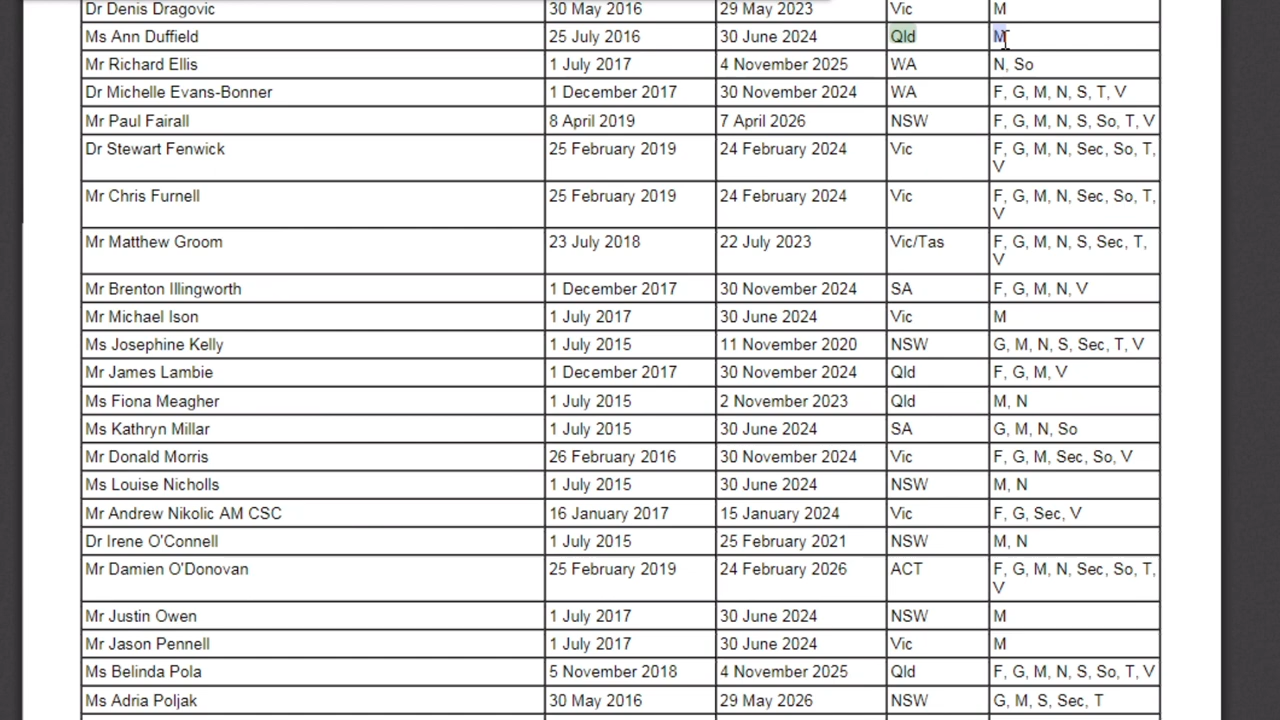 Dr Denis Dragovic 30 May 2016 29 May 2023 Vic M
Ms Ann Duffield 25 July 2016 30 June 2024 Qld M
Mr Richard Ellis 1 July 2017 4 November 2025 WA N, So
Dr Michelle Evans-Bonner 1 December 2017 30 November 2024 WA F, G, M, N, S, T, V
Mr Paul Fairall 8 April 2019 7 April 2026 NSW F, G, M, N, S, So, T, V
Dr Stewart Fenwick 25 February 2019 24 February 2024 Vic F, G, M, N, Sec, So, T,
V
Mr Chris Furnell 25 February 2019 24 February 2024 Vic F, G, M, N, Sec, So, T,
V
Mr Matthew Groom 23 July 2018 22 July 2023 Vic/Tas F, G, M, N, S, Sec, T,
V
Mr Brenton Illingworth 1 December 2017 30 November 2024 SA F, G, M, N, V
Mr Michael Ison 1 July 2017 30 June 2024 Vic M
Ms Josephine Kelly 1 July 2015 11 November 2020 NSW G, M, N, S, Sec, T, V
Mr James Lambie 1 December 2017 30 November 2024 Qld F, G, M, V
Ms Fiona Meagher 1 July 2015 2 November 2023 Qld M, N
Ms Kathryn Millar 1 July 2015 30 June 2024 SA G, M, N, So
Mr Donald Morris 26 February 2016 30 November 2024 Vic F, G, M, Sec, So, V
Ms Louise Nicholls 1 July 2015 30 June 2024 NSW M, N
Mr Andrew Nikolic AM CSC 16 January 2017 15 January 2024 Vic F, G, Sec, V
Dr Irene O'Connell 1 July 2015 25 February 2021 NSW M, N
Mr Damien O'Donovan 25 February 2019 24 February 2026 ACT F, G, M, N, Sec, So, T,
V
Mr Justin Owen 1 July 2017 30 June 2024 NSW M
Mr Jason Pennell 1 July 2017 30 June 2024 Vic M
Ms Belinda Pola 5 November 2018 4 November 2025 Qld F, G, M, N, S, So, T, V
Ms Adria Poljak 30 May 2016 29 May 2026 NSW G, M, S, Sec, T